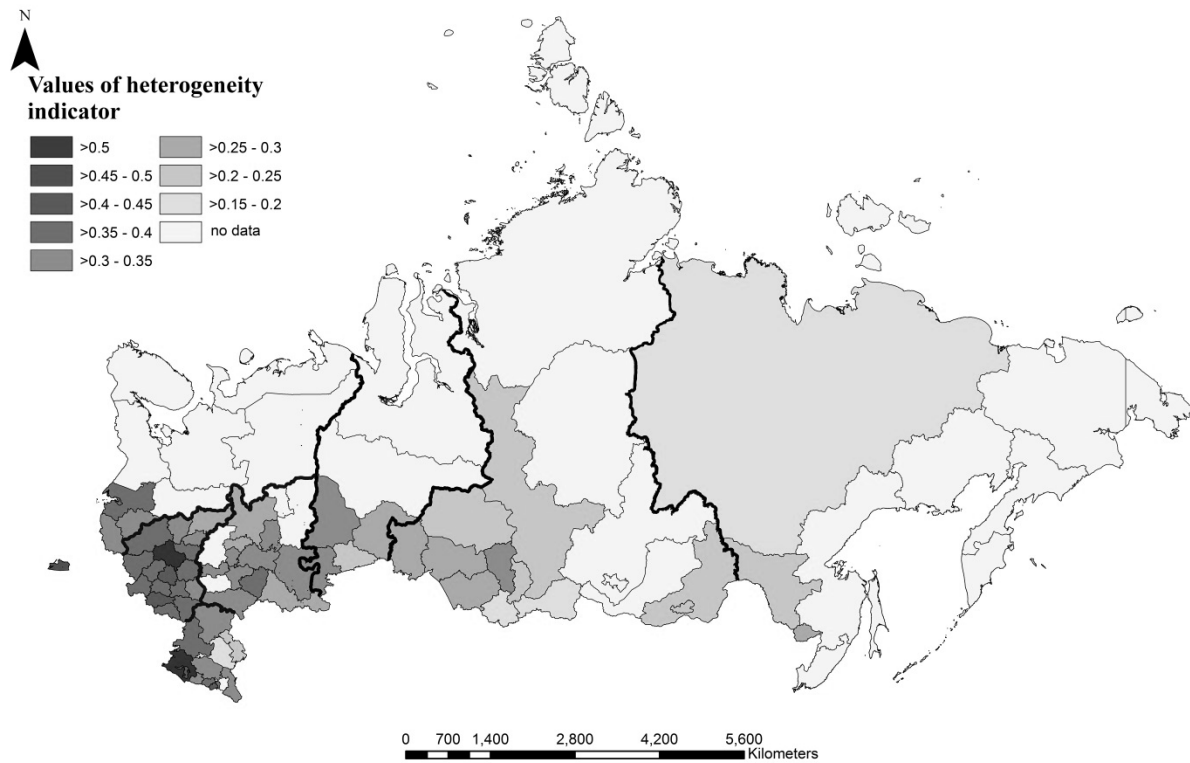 N
Values of heterogeneity
indicator
>0.5
>0.45 - 0.5
>0.4 - 0.45
>0.35 - 0.4
>0.3 - 0.35
>0.25 - 0.3
>0.2 - 0.25
>0.15 - 0.2
no data
0 700 1,400 2,800 4,200 5,600
Kilometers